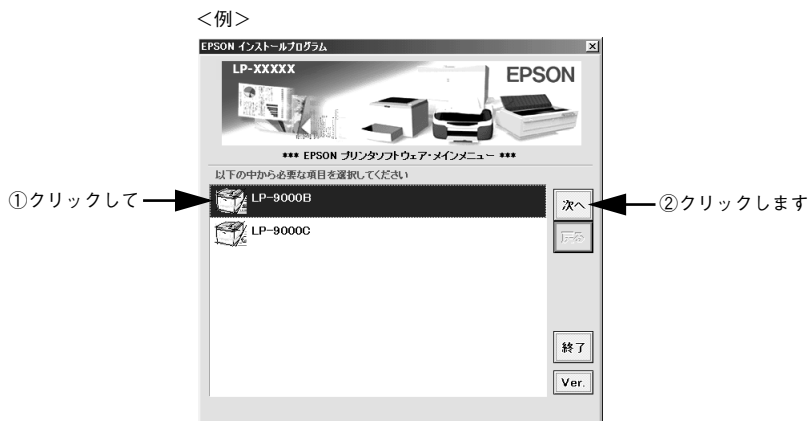 ＜例＞
EPSON インストールプログラム
LP-XXXXX
EPSON
*** EPSON プリンタソフトウェア・メインメニュー ***
以下の中から必要な項目を選択してください
①クリックして
LP-9000B
次へ
②クリックします
LP-9000C
戻る
終了
Ver.